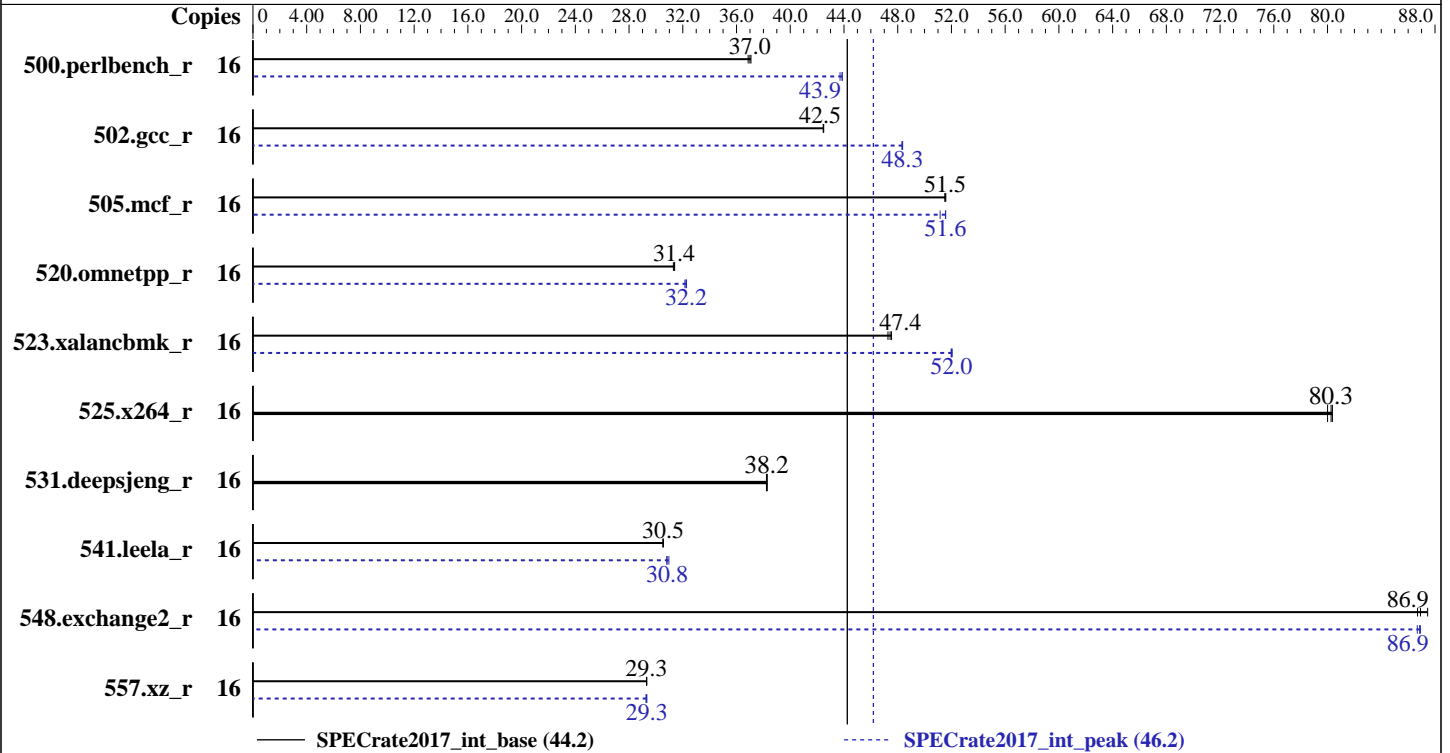 Copies 0 4.00 8.00 12.0 16.0 20.0 24.0 28.0 32.0 36.0 40.0 44.0 48.0 52.0 56.0 60.0 64.0 68.0 72.0 76.0 80.0 88.0
500.perlbench_r 16 37.0
43.9
502.gcc_r 16 42.5
48.3
505.mcf_r 16 51.5
51.6
520.omnetpp_r 16 31.4
32.2
523.xalancbmk_r 16 47.4
52.0
525.x264_r 16 80.3
531.deepsjeng_r 16 38.2
541.leela_r 16 30.5
30.8
548.exchange2_r 16 86.9
86.9
557.xz_r 16 29.3
29.3
SPECrate2017_int_base (44.2) SPECrate2017_int_peak (46.2)